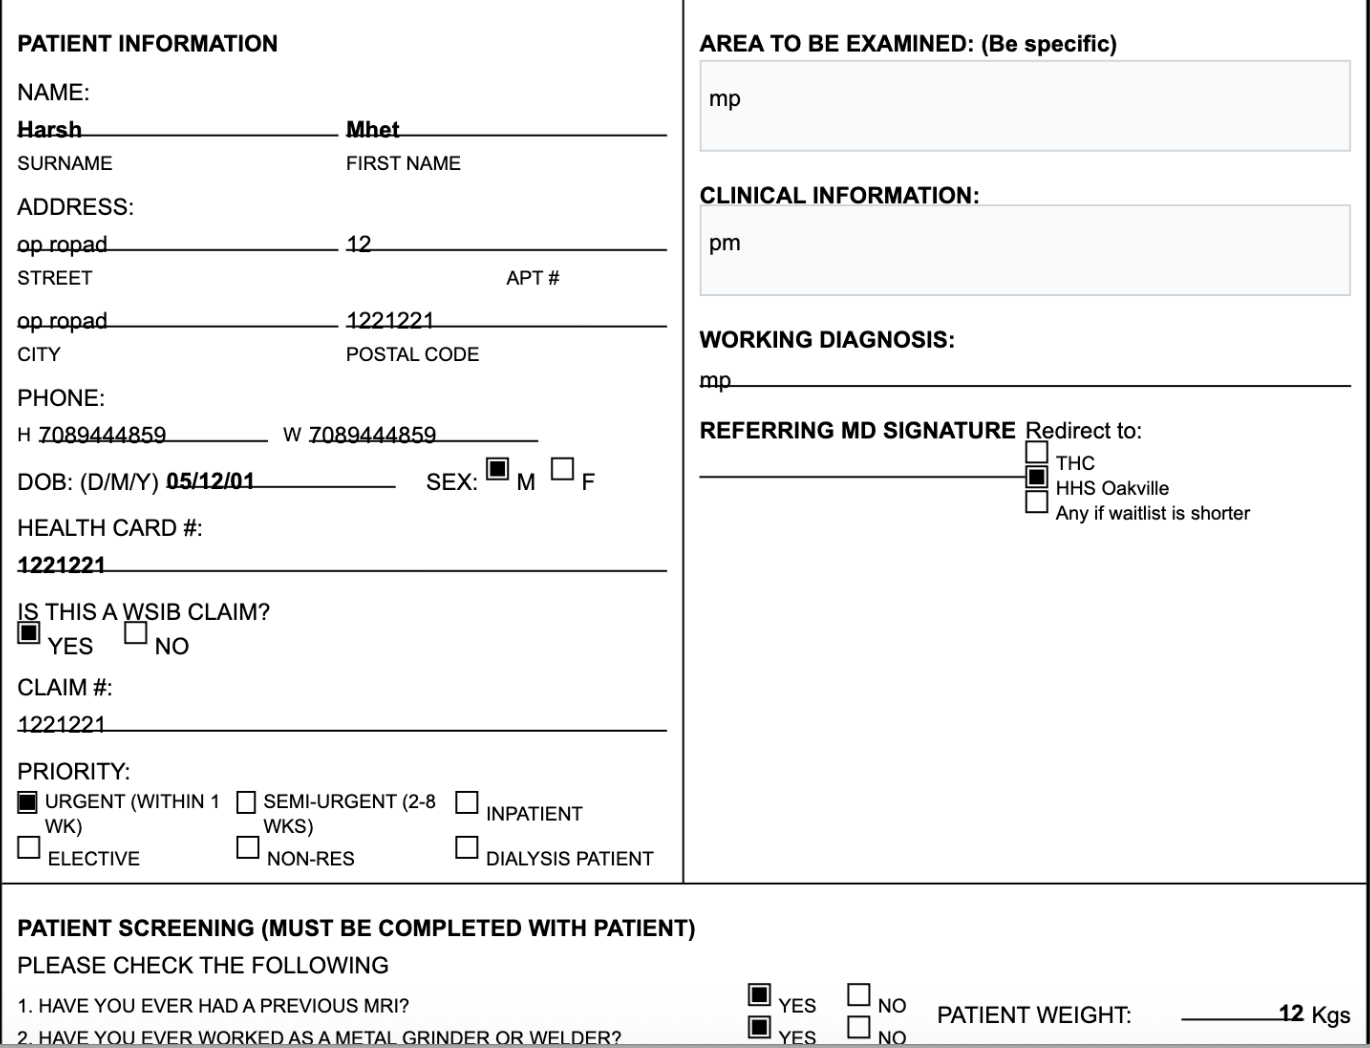 PATIENT INFORMATION
NAME:
Harsh Mhet
SURNAME FIRST NAME
ADDRESS:
op ropad 12
STREET APT #
op ropad 1221221
CITY POSTAL CODE
PHONE:
H 7089444859 W 7089444859
DOB: (D/M/Y) 05/12/01 SEX: M F
HEALTH CARD #:
1221221
IS THIS A WSIB CLAIM?
YES NO
CLAIM #:
1221221
PRIORITY:
URGENT (WITHIN 1 WK) SEMI-URGENT (2-8 WKS) INPATIENT
ELECTIVE NON-RES DIALYSIS PATIENT
AREA TO BE EXAMINED: (Be specific)
mp
CLINICAL INFORMATION:
pm
WORKING DIAGNOSIS:
mp
REFERRING MD SIGNATURE Redirect to:
THC
HHS Oakville
Any if waitlist is shorter
PATIENT SCREENING (MUST BE COMPLETED WITH PATIENT)
PLEASE CHECK THE FOLLOWING
1. HAVE YOU EVER HAD A PREVIOUS MRI? YES NO PATIENT WEIGHT: 12 Kgs
2. HAVE YOU EVER WORKED AS A METAL GRINDER OR WELDER? YES NO